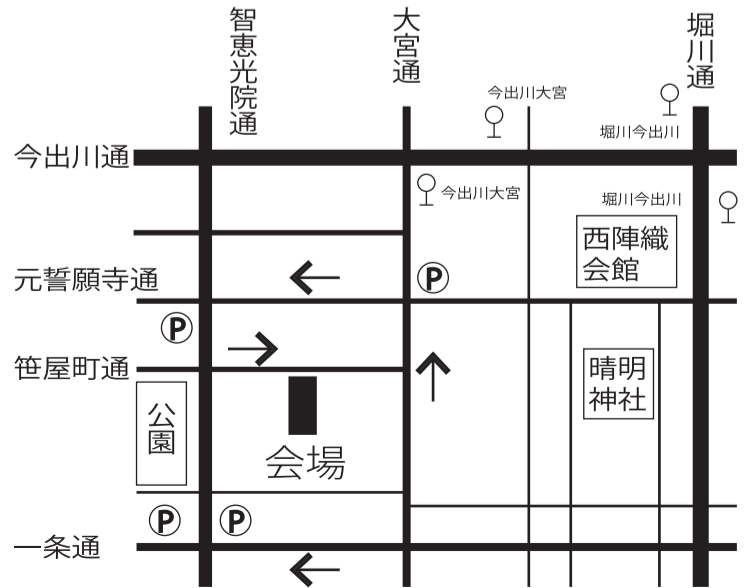 智恵光院通
大宮通
堀川通
今出川大宮
堀川今出川
今出川通
今出川大宮
堀川今出川
西陣織
会館
元誓願寺通
P
P
笹屋町通
晴明
神社
公園
会場
P
P
一条通